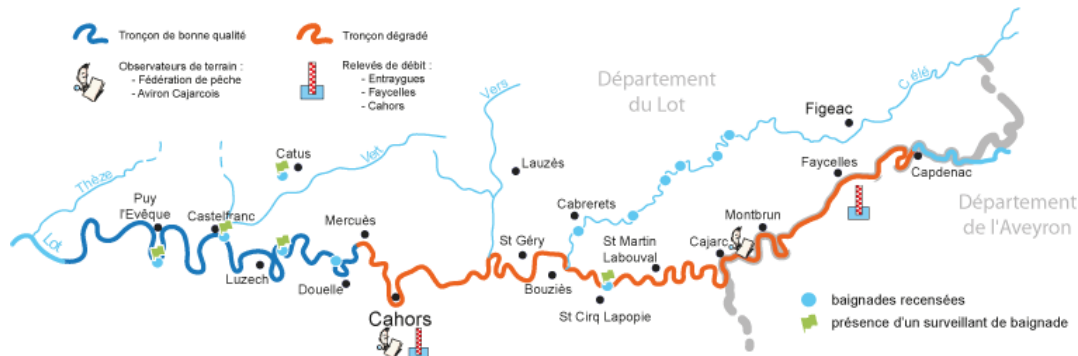 Tronçon de bonne qualité
Tronçon dégradé
Observateurs de terrain :
- Fédération de pêche
- Aviron Cajarcois
Relevés de débit :
- Entraygues
- Faycelles
- Cahors
Département
du Lot
Célé
Vers
Figeac
Catus
Vert
Lauzès
Faycelles
Capdenac
Thèze
Puy
l'Evêque
Castelfranc
Mercuès
Cabrerets
Département
de l'Aveyron
Montbrun
Lot
St Géry
St Martin
Labouval
Cajarc
Luzech
Douelle
Bouziès
St Cirq Lapopie
Cahors
baignades recensées
présence d'un surveillant de baignade